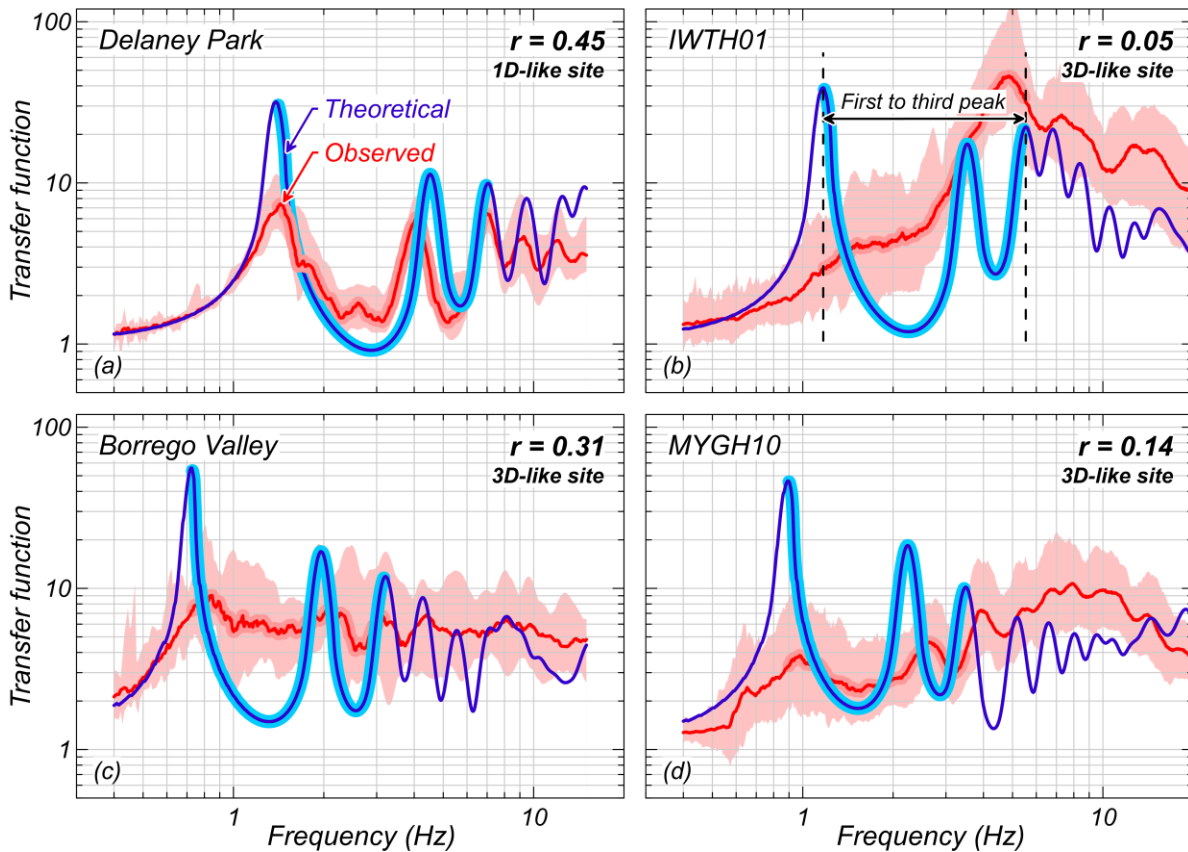 Delaney Park
r = 0.45
1D-like site
Theoretical
Observed
(a)
100
10
1
Transfer function
IWTH01
r = 0.05
3D-like site
First to third peak
(b)
Borrego Valley
r = 0.31
3D-like site
(c)
100
10
1
Transfer function
1
10
Frequency (Hz)
MYGH10
r = 0.14
3D-like site
(d)
1
10
Frequency (Hz)